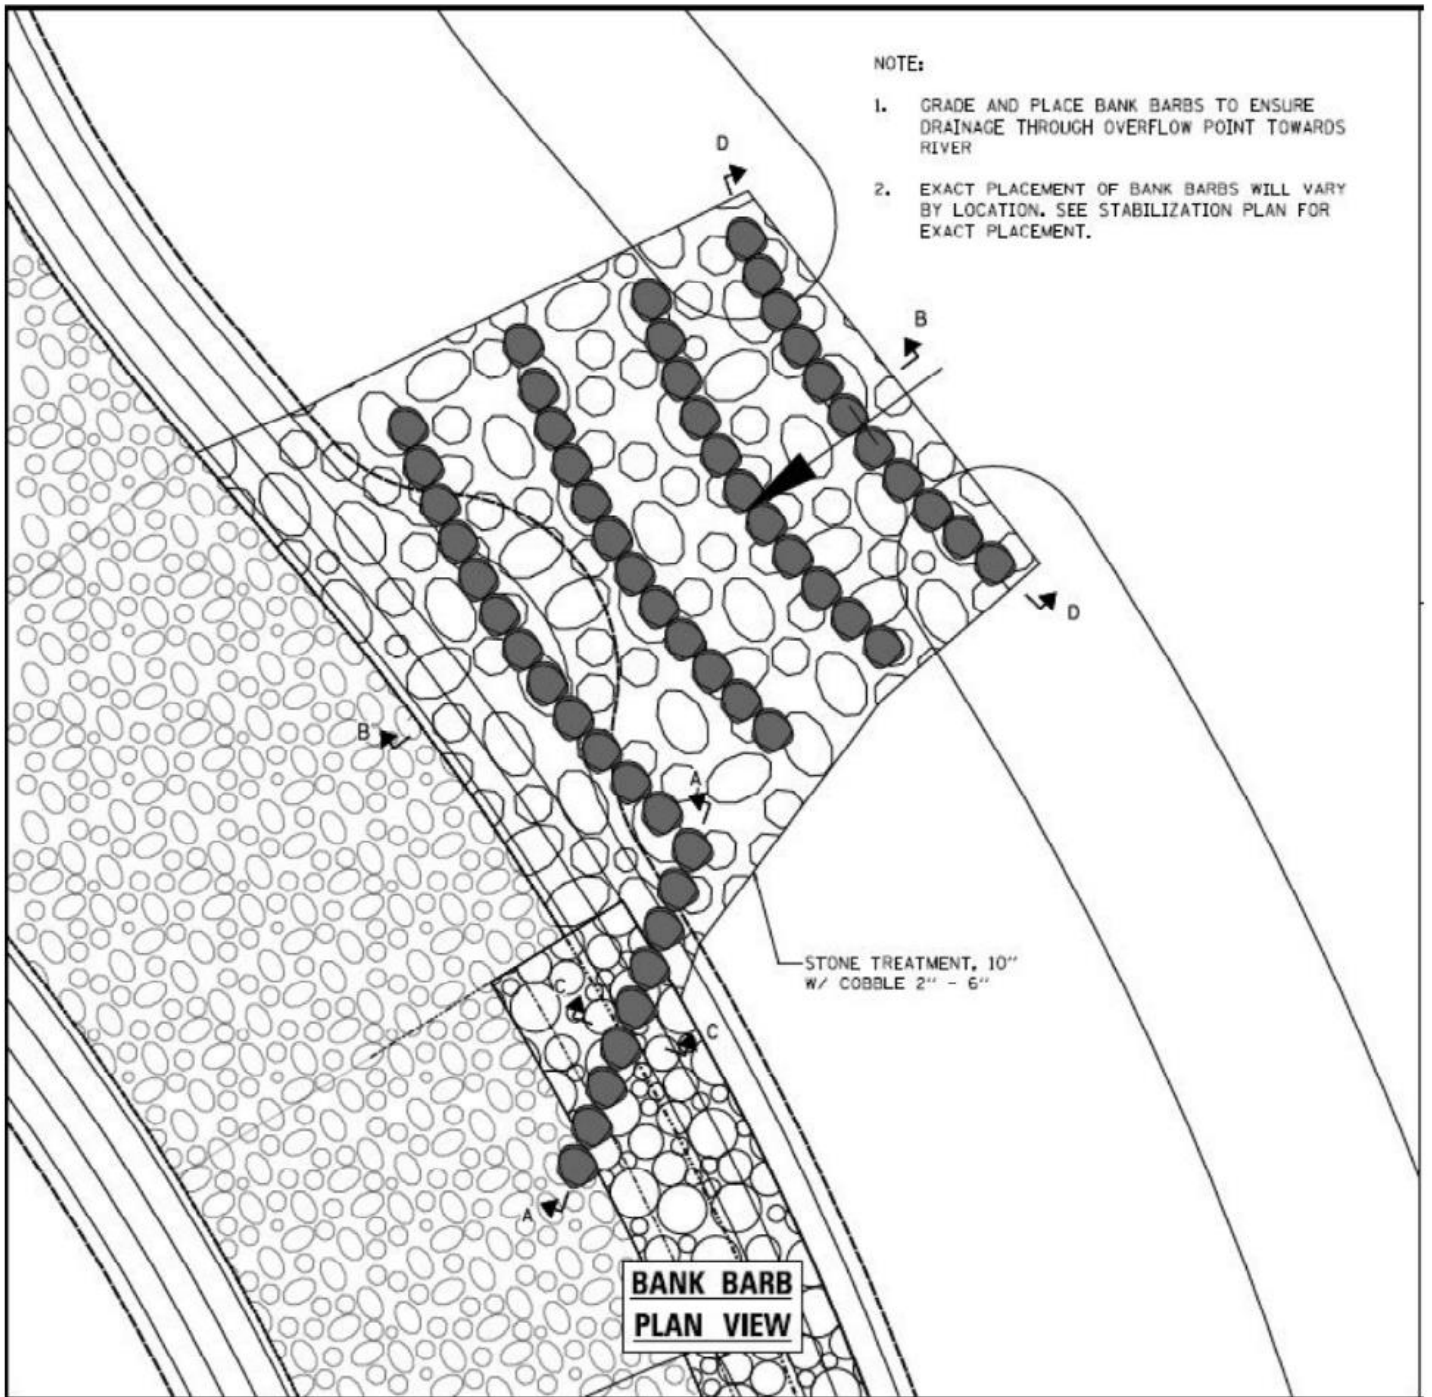 NOTE:
1. GRADE AND PLACE BANK BARBS TO ENSURE
DRAINAGE THROUGH OVERFLOW POINT TOWARDS
RIVER
2. EXACT PLACEMENT OF BANK BARBS WILL VARY
BY LOCATION. SEE STABILIZATION PLAN FOR
EXACT PLACEMENT.
D
B
D
B
A
STONE TREATMENT, 10"
W/ COBBLE 2" - 6"
C
C
A
BANK BARB
PLAN VIEW